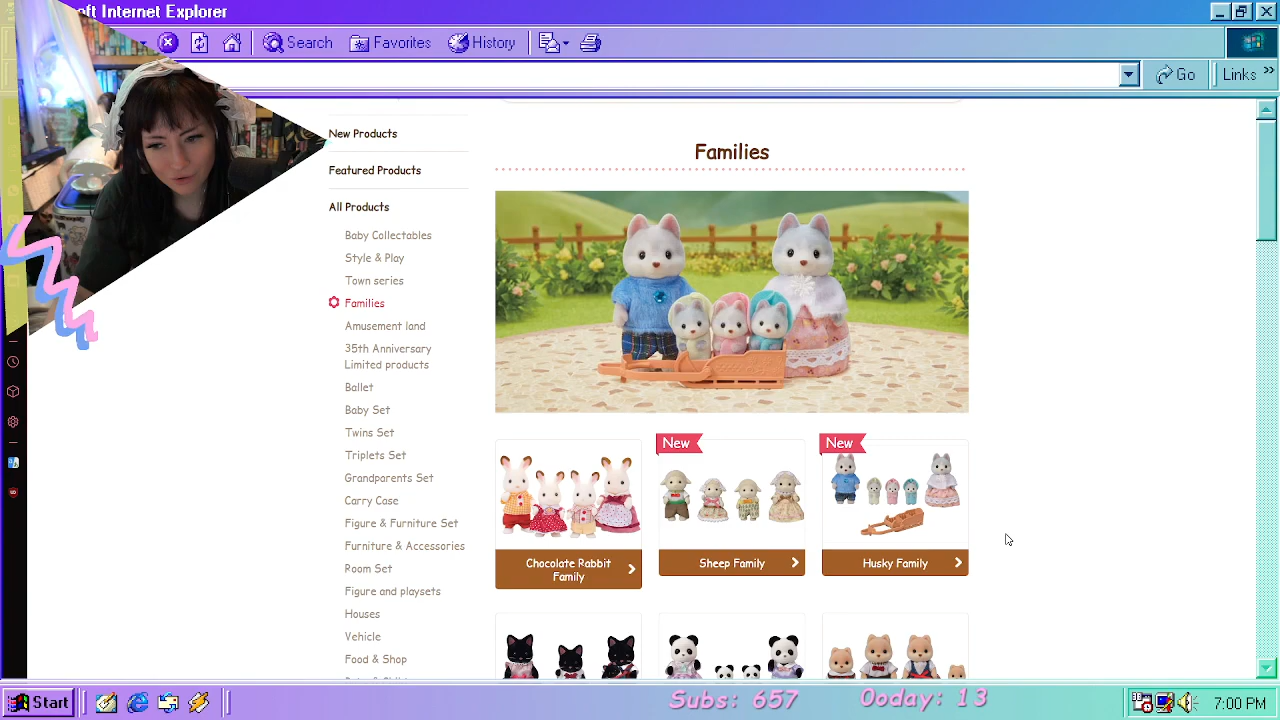 ft Internet Explorer
Search
Favorites
History
Go
Links
New Products
Featured Products
All Products
Baby Collectables
Style & Play
Town series
Families
Amusement land
35th Anniversary
Limited products
Ballet
Baby Set
Twins Set
Triplets Set
Grandparents Set
Carry Case
Figure & Furniture Set
Furniture & Accessories
Room Set
Figure and playsets
Houses
Vehicle
Food & Shop
Families
New
New
Chocolate Rabbit
Family
Sheep Family
Husky Family
Start
Subs: 657
Ooday: 13
7:00 PM